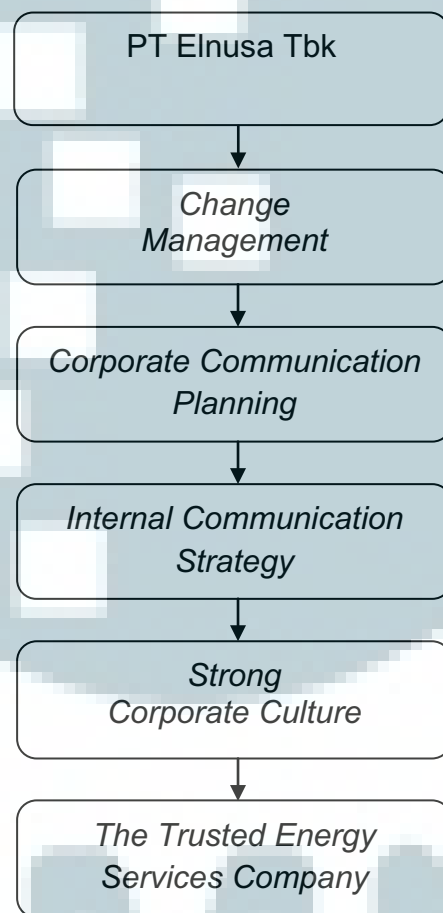 PT Elnusa Tbk
Change
Management
Corporate Communication
Planning
Internal Communication
Strategy
Strong
Corporate Culture
The Trusted Energy
Services Company